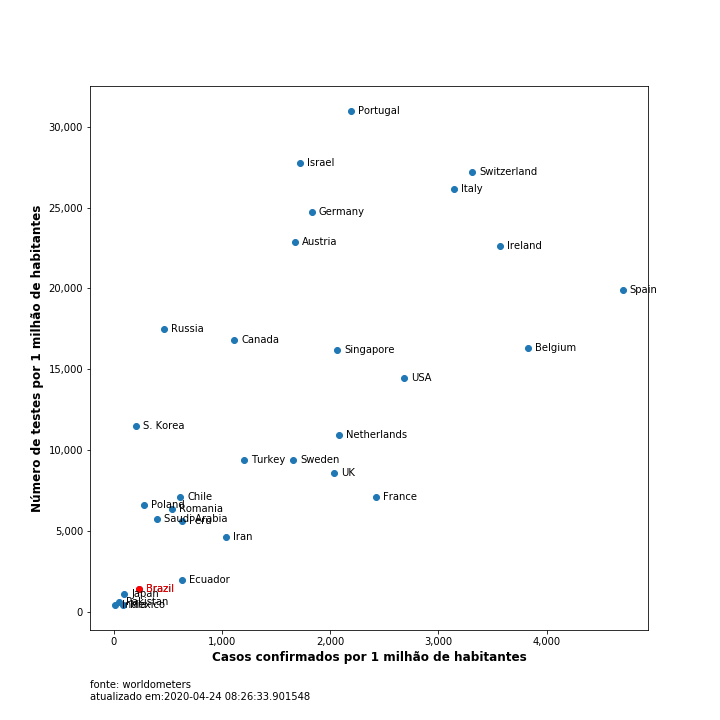 Portugal
30,000
Israel
Switzerland
Italy
25,000
Germany
Austria
Ireland
20,000
Spain
Russia
Canada
Singapore
Belgium
15,000
USA
S. Korea
Netherlands
10,000
Turkey
Sweden
UK
Chile
France
Poland
Romania
Saudi Arabia
Peru
5,000
Iran
Ecuador
Brazil
Japan
Pakistan
India
Mexico
0
0 1,000 2,000 3,000 4,000
Número de testes por 1 milhão de habitantes
Casos confirmados por 1 milhão de habitantes
fonte: worldometers
atualizado em:2020-04-24 08:26:33.901548